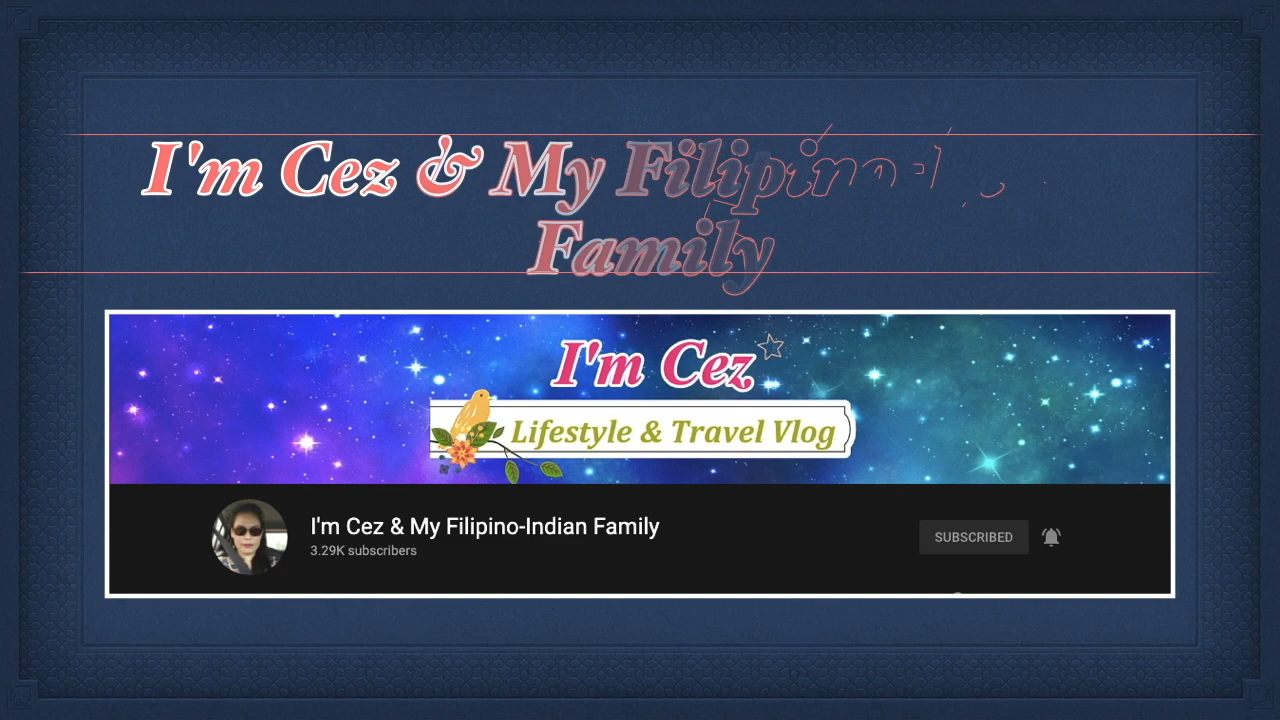 I'm Cez & My Filip
Family
I'm Cez
Lifestyle & Travel Vlog
I'm Cez & My Filipino-Indian Family
3.29K subscribers
SUBSCRIBED